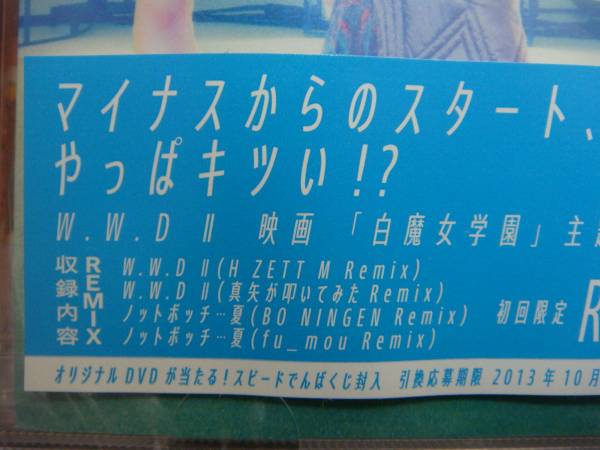 マイナスからのスタート、
やっぱキツい!?
W.W.D Ⅱ 映画 「白魔女学園」主題
収録内容 REMIX
W.W.D Ⅱ(H ZETT M Remix)
W.W.D Ⅱ(真矢が叩いてみた Remix)
ノットボッチ…夏(BO NINGEN Remix) 初回限定
ノットボッチ…夏(fu_mou Remix)
オリジナルDVDが当たる!スピードでんぱくじ封入 引換応募期限 2013年10月